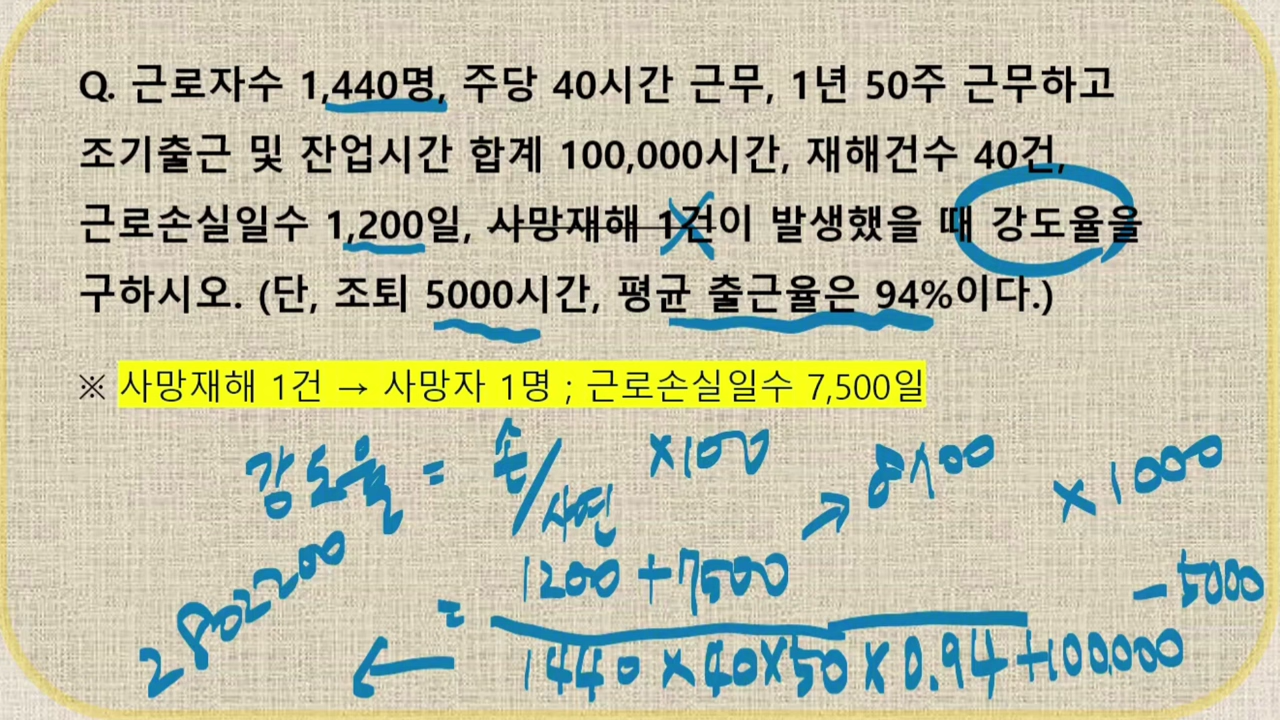 Q. 근로자수 1,440명, 주당 40시간 근무, 1년 50주 근무하고
조기출근 및 잔업시간 합계 100,000시간, 재해건수 40건,
근로손실일수 1,200일, 사망재해 1건이 발생했을 때 강도율을
구하시오. (단, 조퇴 5000시간, 평균 출근율은 94%이다.)
※ 사망재해 1건 → 사망자 1명 ; 근로손실일수 7,500일
강도율 = 손/사연 ×100
→ 8700 ×1000
= 1200 + 7500
1440 × 40 × 50 × 0.94 + 100.000 - 5000
← 2802200